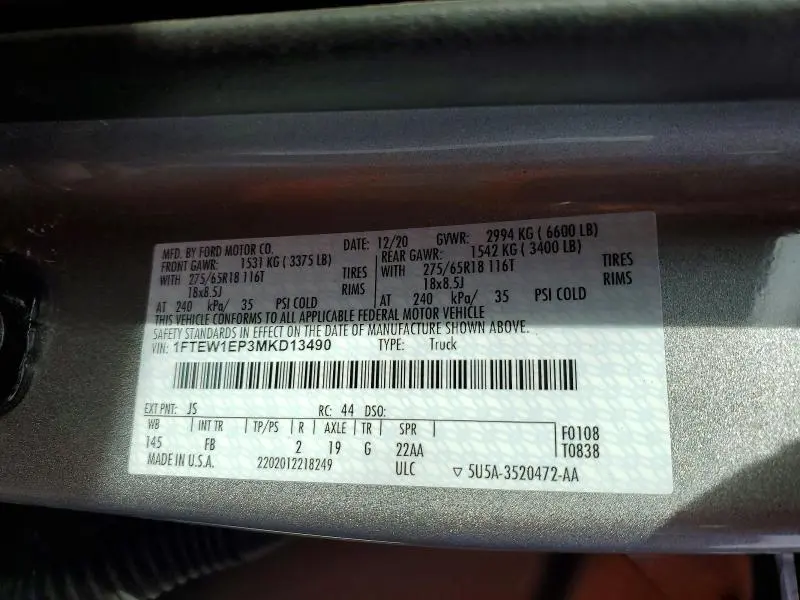 MFD. BY FORD MOTOR CO. DATE: 12/20 GVWR: 2994 KG ( 6600 LB)
FRONT GAWR: 1531 KG ( 3375 LB) REAR GAWR: 1542 KG ( 3400 LB)
WITH 275/65R18 116T TIRES WITH 275/65R18 116T TIRES
18x8.5J RIMS 18x8.5J RIMS
AT 240 kPa/ 35 PSI COLD AT 240 kPa/ 35 PSI COLD
THIS VEHICLE CONFORMS TO ALL APPLICABLE FEDERAL MOTOR VEHICLE
SAFETY STANDARDS IN EFFECT ON THE DATE OF MANUFACTURE SHOWN ABOVE.
VIN: 1FTEW1EP3MKD13490 TYPE: Truck
EXT PNT: JS RC: 44 DSO:
WB INT TR TP/PS R AXLE TR SPR F0108
145 FB 2 19 G 22AA T0838
MADE IN U.S.A. 2202012218249 ULC ▽ 5U5A-3520472-AA